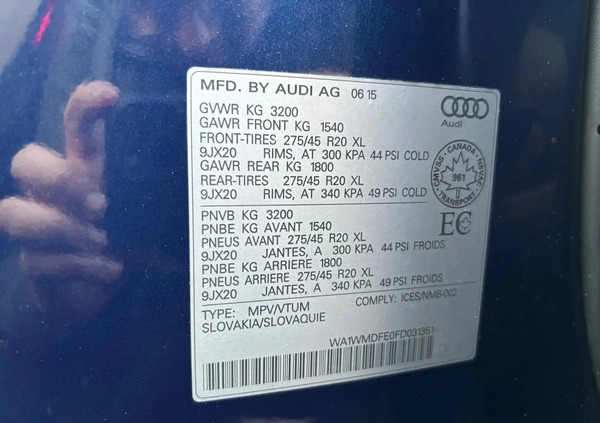 MFD. BY AUDI AG 06 15
GVWR KG 3200
GAWR FRONT KG 1540
FRONT-TIRES 275/45 R20 XL
9JX20 RIMS, AT 300 KPA 44 PSI COLD
GAWR REAR KG 1800
REAR-TIRES 275/45 R20 XL
9JX20 RIMS, AT 340 KPA 49 PSI COLD
Audi
CMVSS - CANADA - NSVAC
961
TRANSPORT
EC
PNVB KG 3200
PNBE KG AVANT 1540
PNEUS AVANT 275/45 R20 XL
9JX20 JANTES, A 300 KPA 44 PSI FROIDS
PNBE KG ARRIERE 1800
PNEUS ARRIERE 275/45 R20 XL
9JX20 JANTES, A 340 KPA 49 PSI FROIDS
TYPE: MPV/VTUM COMPLY: ICES/NMB-002
SLOVAKIA/SLOVAQUIE
WA1WMDFE0FD031351